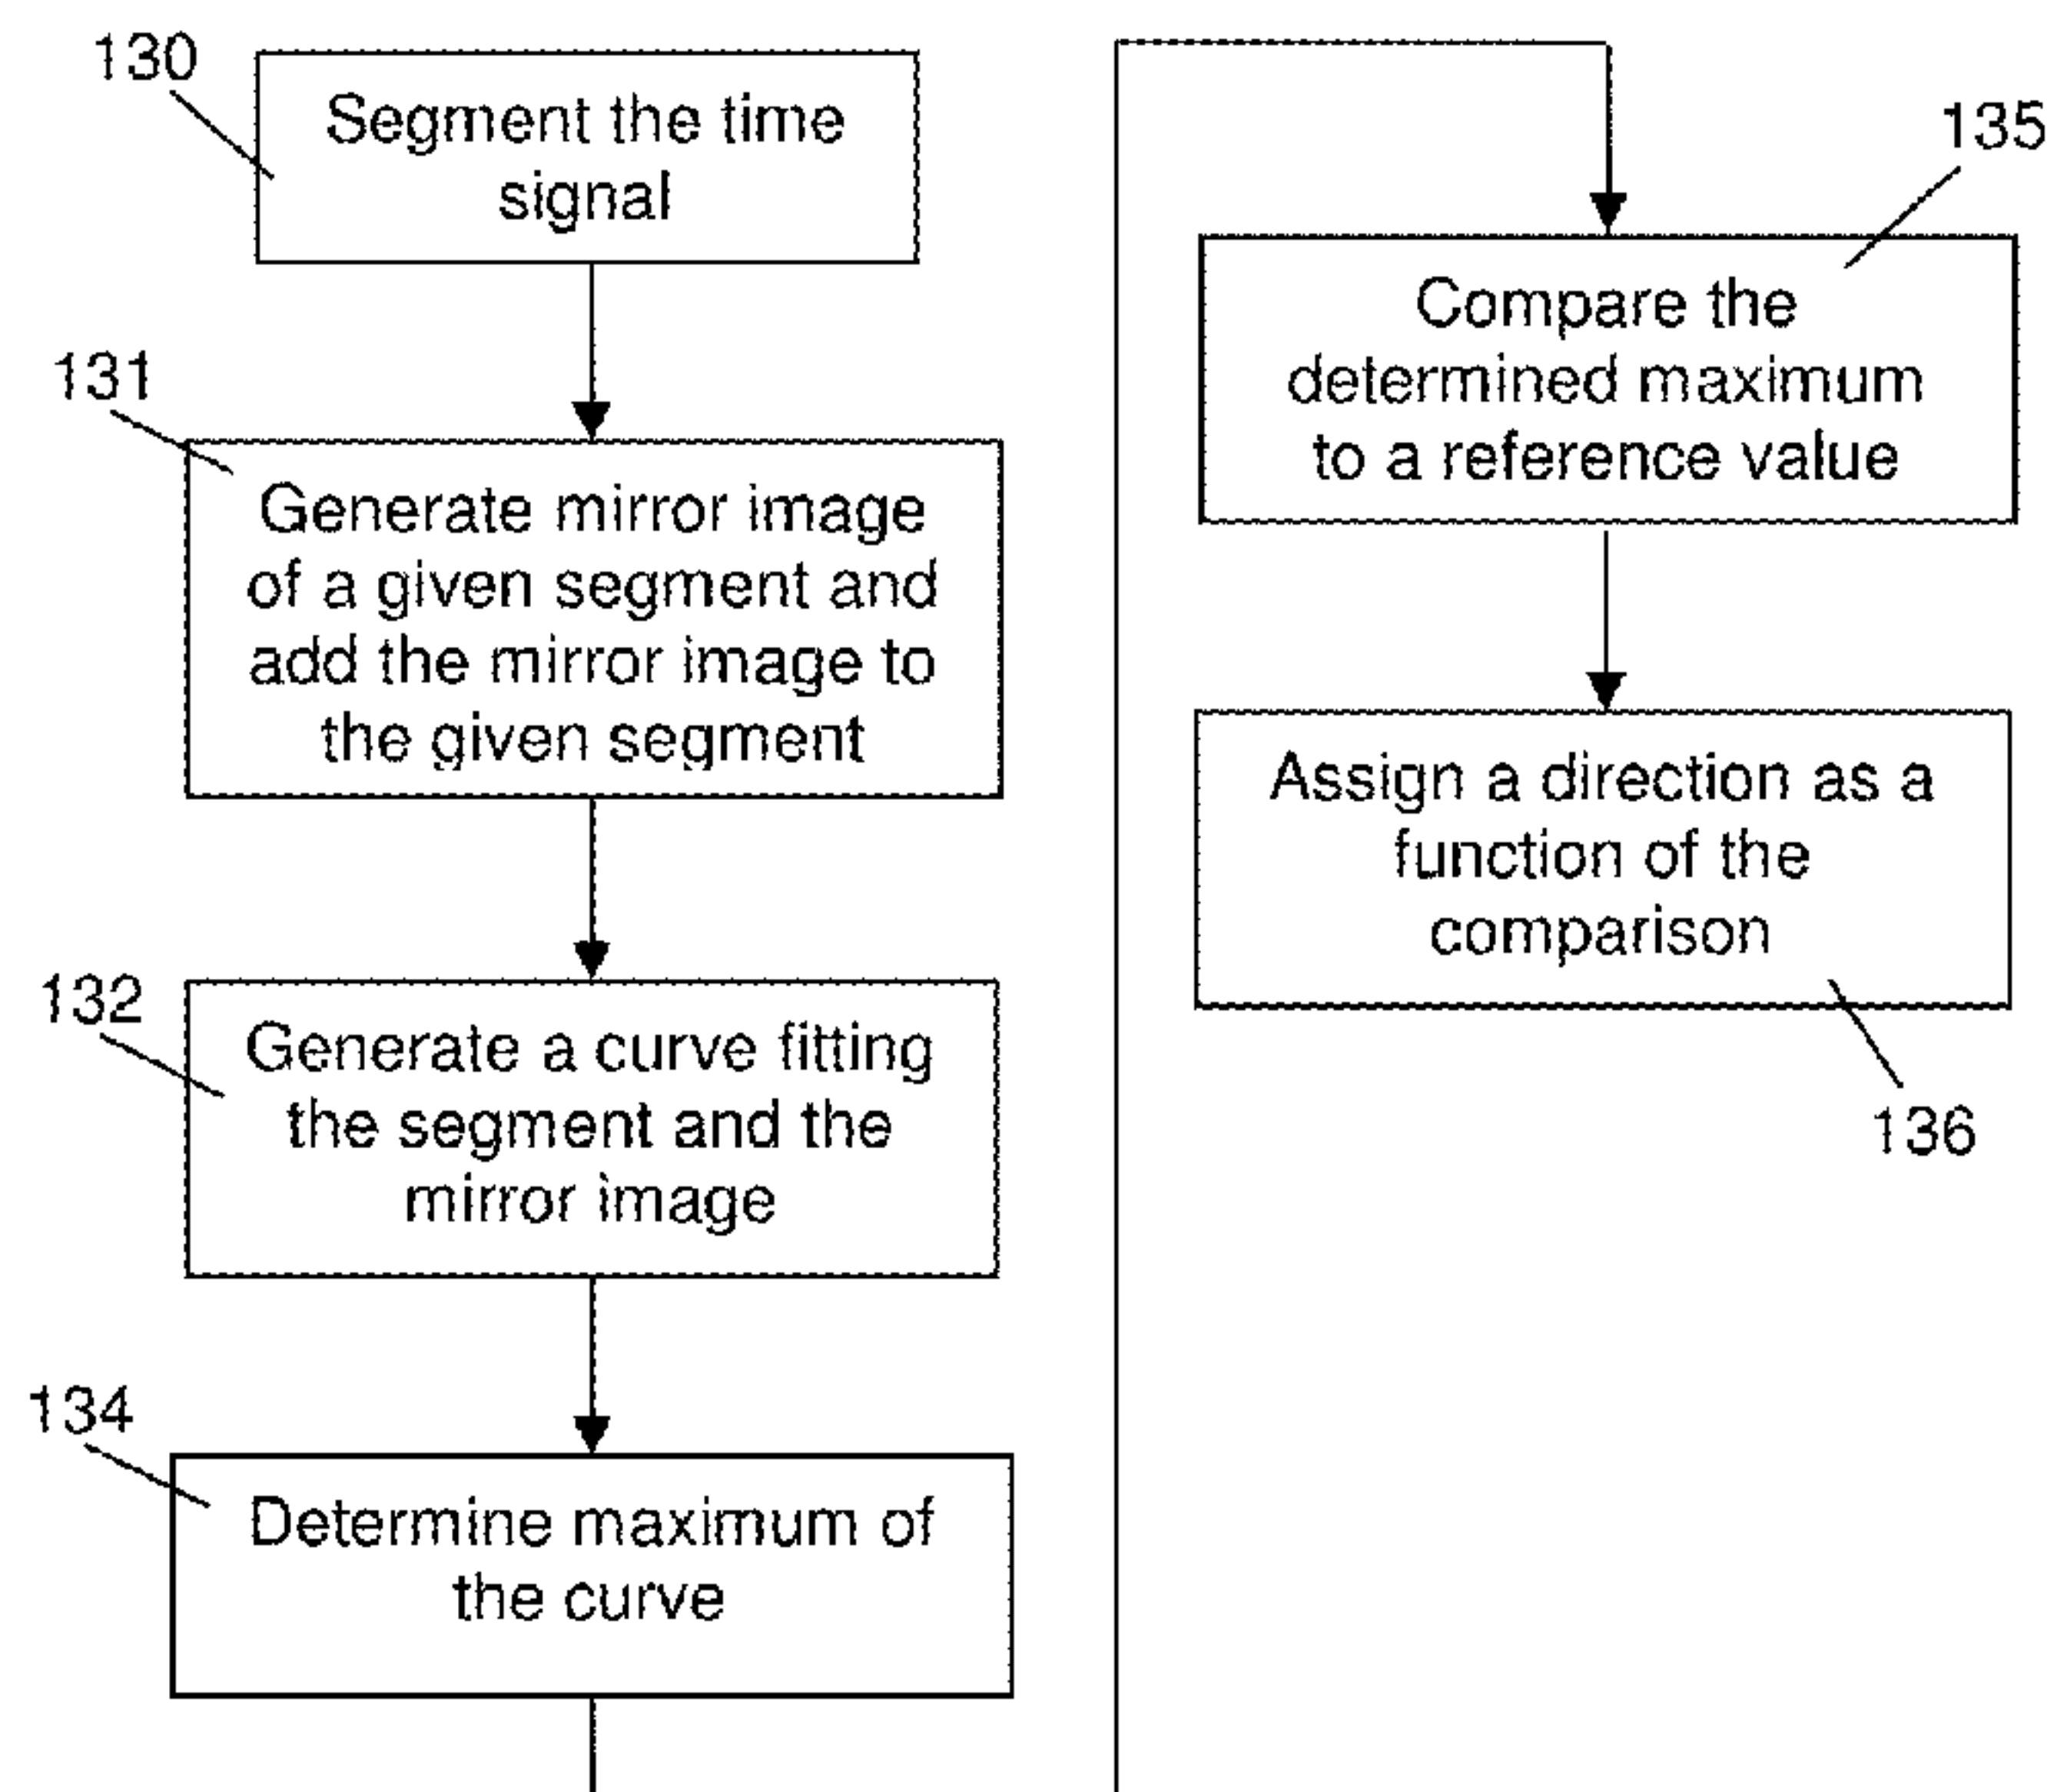 130
Segment the time
signal
131
Generate mirror image
of a given segment and
add the mirror image to
the given segment
132
Generate a curve fitting
the segment and the
mirror image
134
Determine maximum of
the curve
135
Compare the
determined maximum
to a reference value
Assign a direction as a
function of the
comparison
136